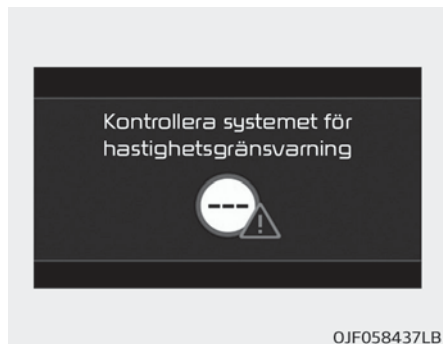 Kontrollera systemet för
hastighetsgränsvarning
---
OJF058437LB